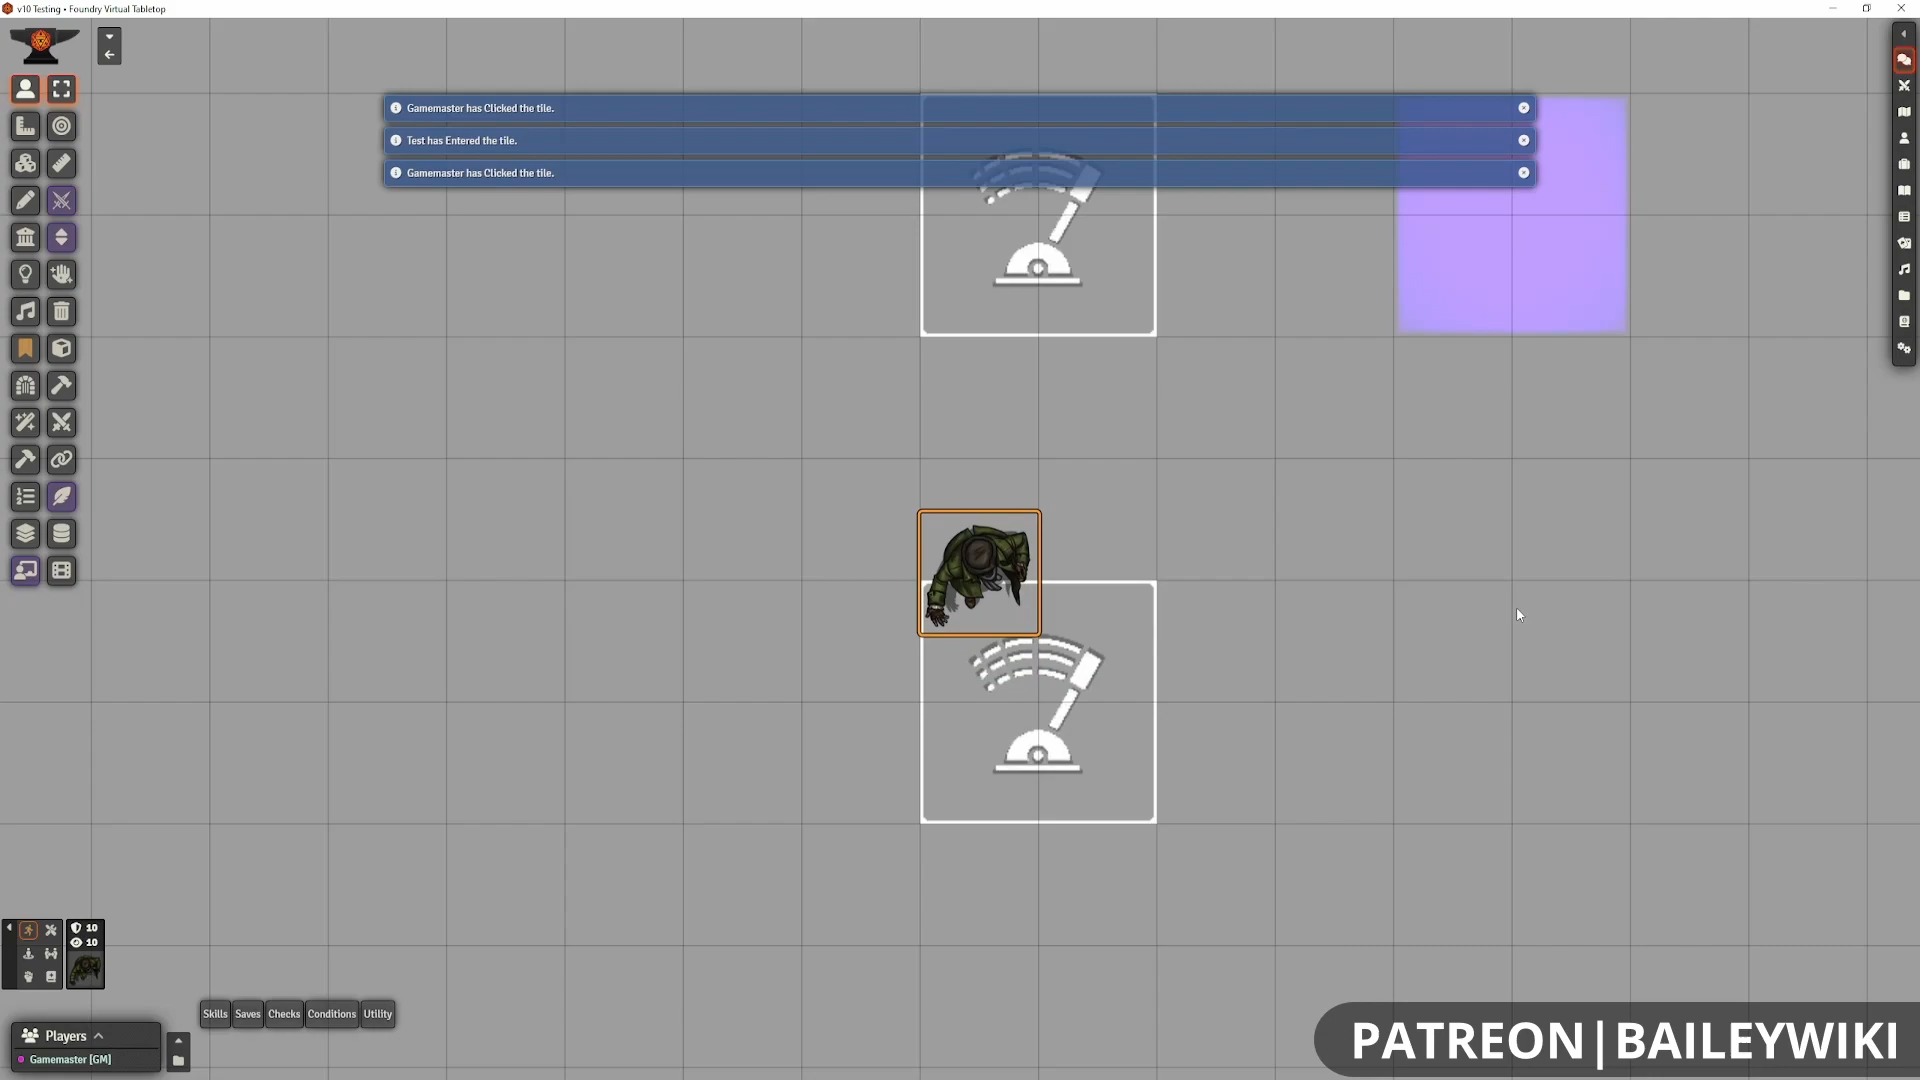 v10 Testing • Foundry Virtual Tabletop
Gamemaster has Clicked the tile.
Test has Entered the tile.
Gamemaster has Clicked the tile.
10
10
Skills
Saves
Checks
Conditions
Utility
Players
Gamemaster [GM]
PATREON|BAILEYWIKI